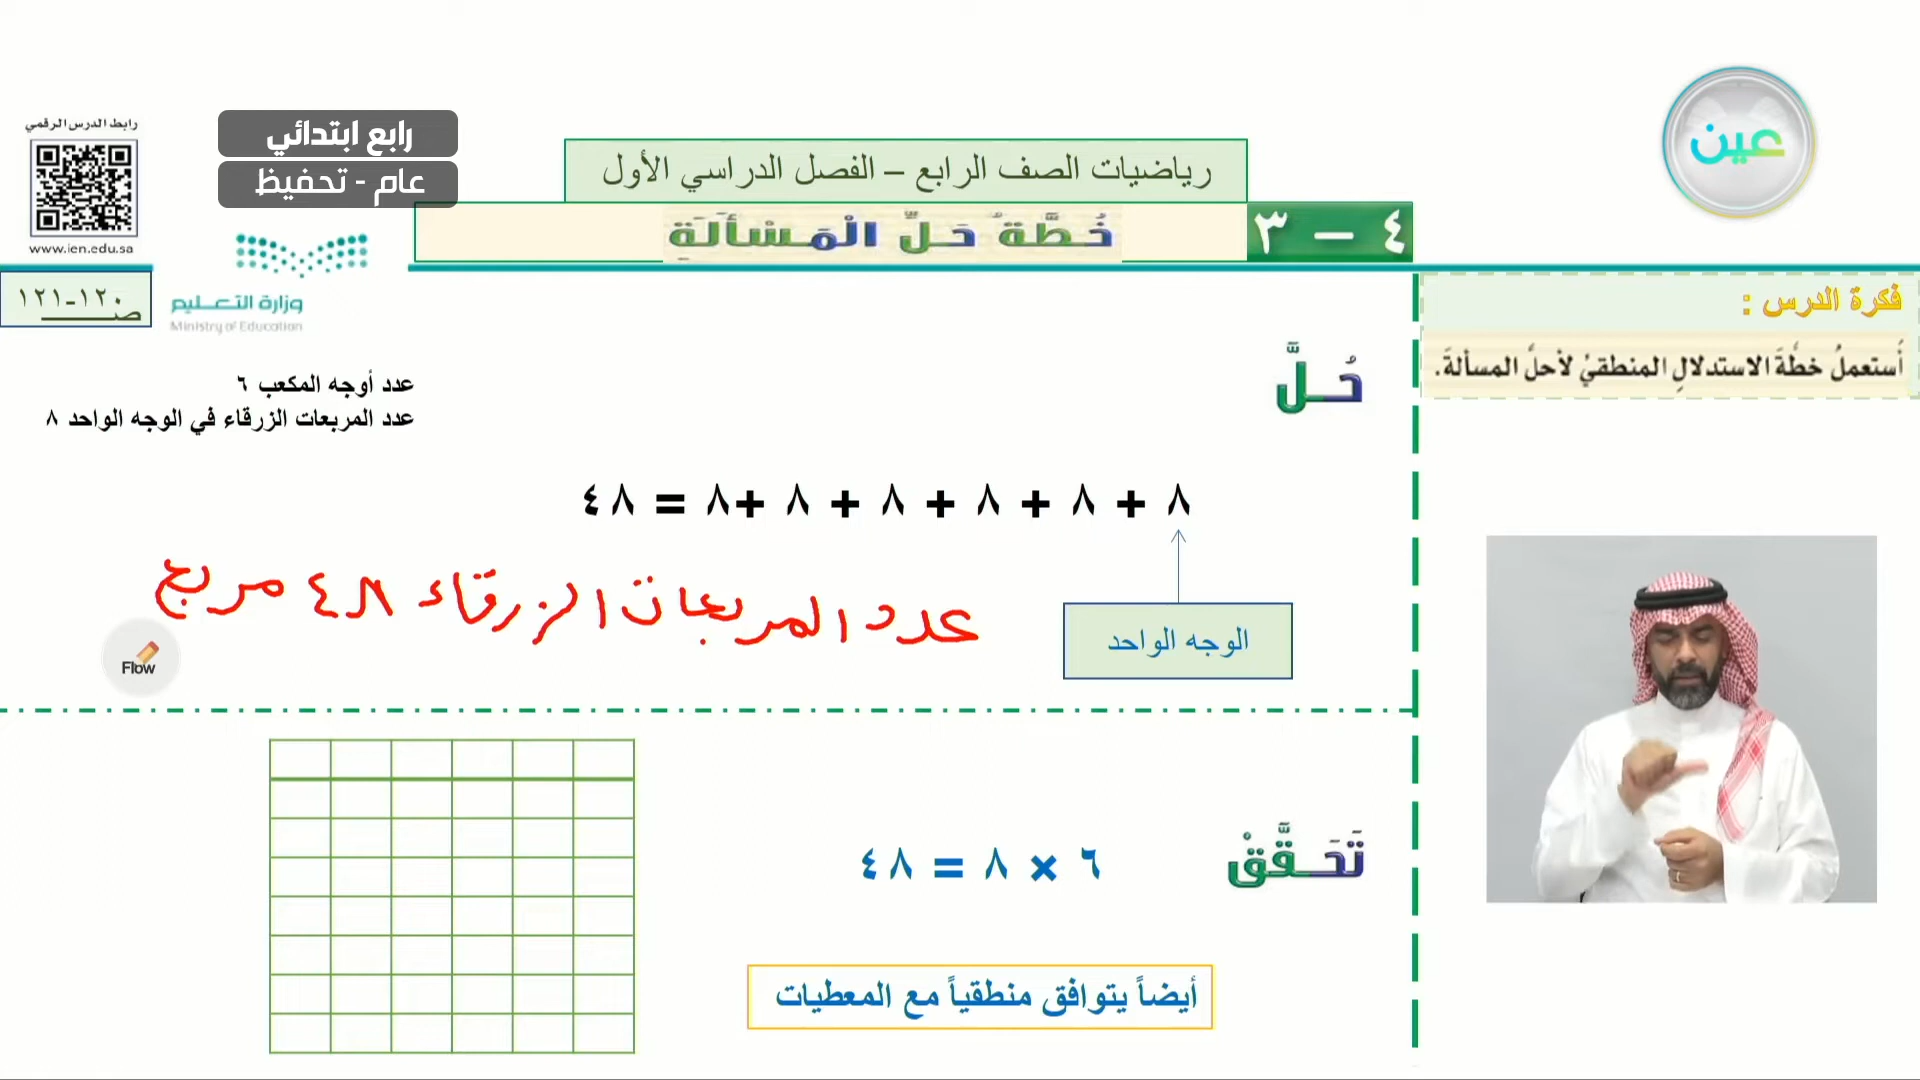 عين
رابط الدرس الرقمي
www.ien.edu.sa
رابع ابتدائي
عام - تحفيظ
رياضيات الصف الرابع – الفصل الدراسي الأول
٤ – ٣
خُطَّةُ حَلِّ الْمَسْأَلَةِ
صـ ١٢٠-١٢١
وزارة التعليم
Ministry of Education
فكرة الدرس :
أَستعملُ خطَّةَ الاستدلالِ المنطقيِّ لأحلَّ المسألةَ.
حُلَّ
عدد أوجه المكعب ٦
عدد المربعات الزرقاء في الوجه الواحد ٨
٨ + ٨ + ٨ + ٨ + ٨ +٨ = ٤٨
عدد المربعات الزرقاء ٤٨ مربع
الوجه الواحد
Flow
تَحَقَّقْ
٦ × ٨ = ٤٨
أيضاً يتوافق منطقياً مع المعطيات